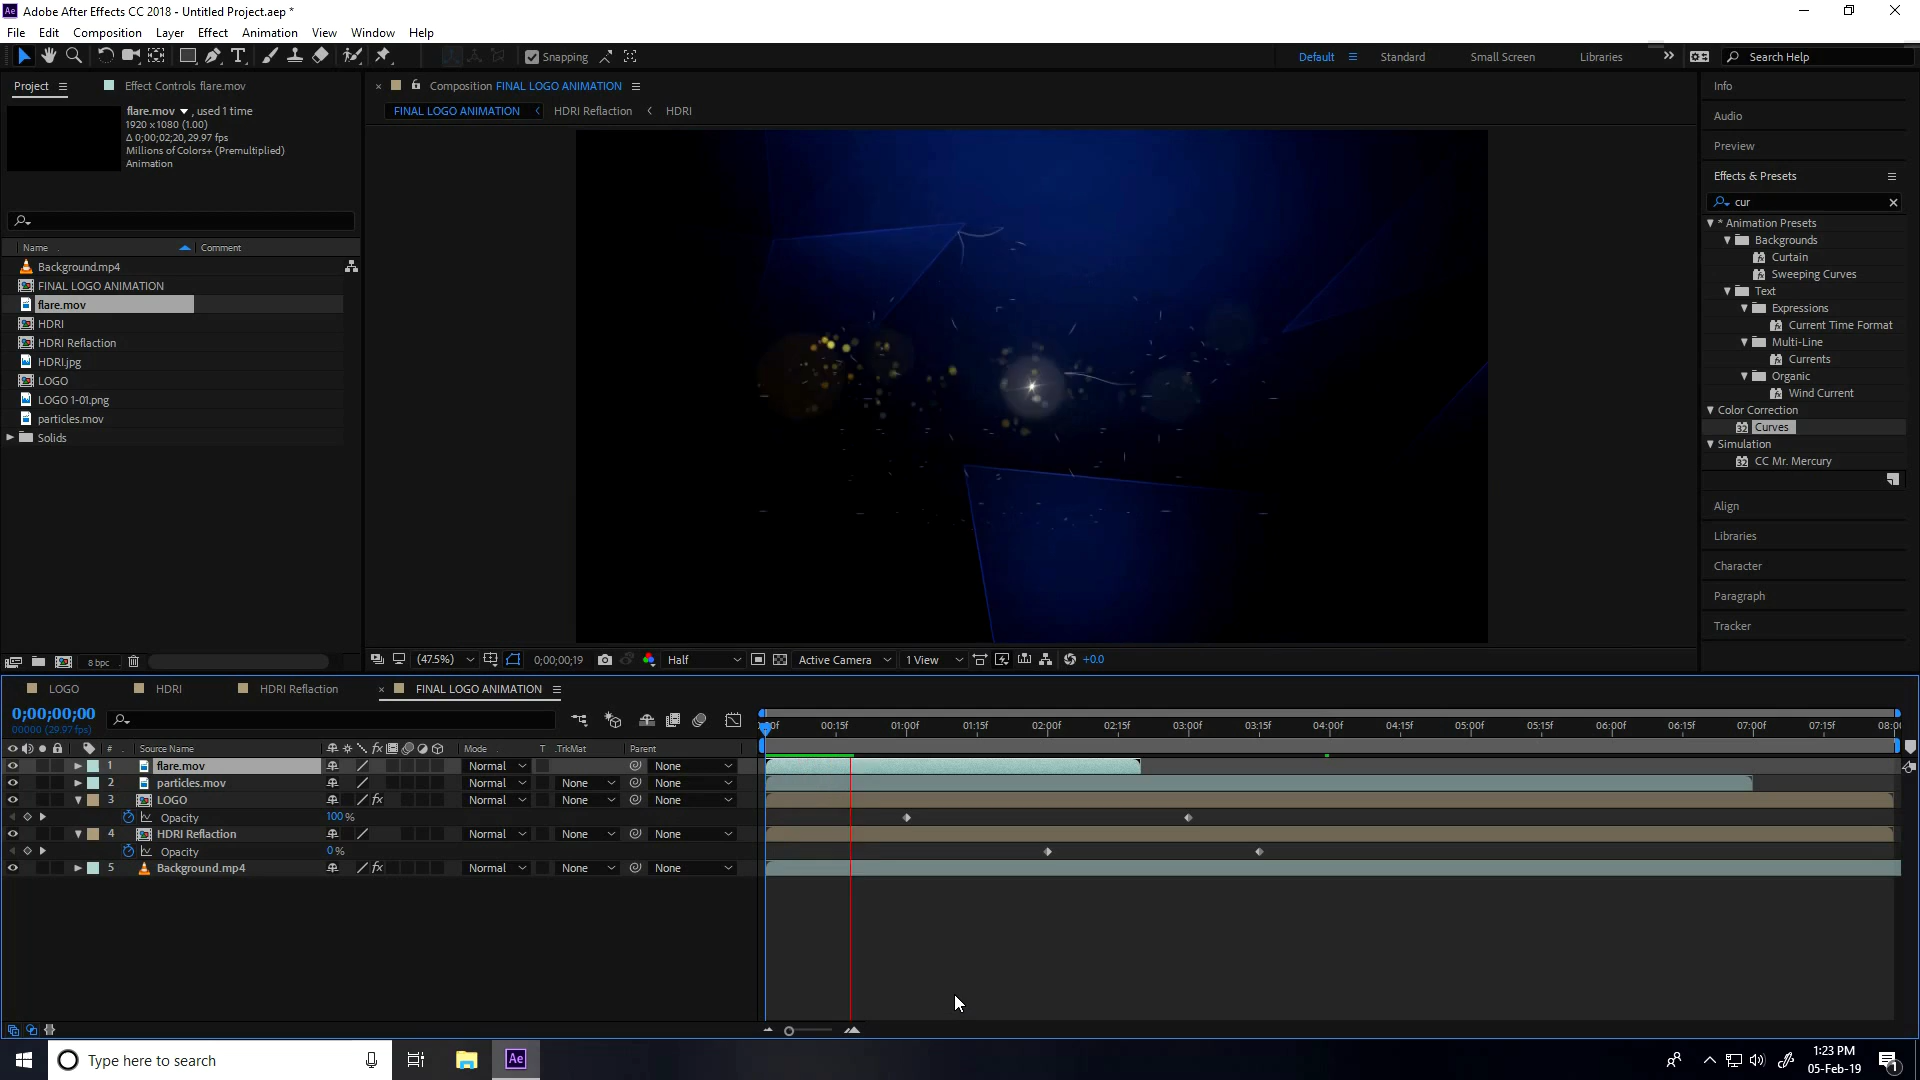 Adobe After Effects CC 2018 - Untitled Project.aep *
File Edit Composition Layer Effect Animation View Window Help
Snapping Default Standard Small Screen Libraries Search Help
Project Effect Controls flare.mov
flare.mov , used 1 time
1920 x 1080 (1.00)
Δ 0;00;02;20, 29.97 fps
Millions of Colors+ (Premultiplied)
Animation
Name Comment
Background.mp4
FINAL LOGO ANIMATION
flare.mov
HDRI
HDRI Reflaction
HDRI.jpg
LOGO
LOGO 1-01.png
particles.mov
Solids
8 bpc
Composition FINAL LOGO ANIMATION
FINAL LOGO ANIMATION HDRI Reflaction HDRI
(47.5%) 0;00;00;19 Half Active Camera 1 View +0.0
Info
Audio
Preview
Effects & Presets
cur
* Animation Presets
Backgrounds
Curtain
Sweeping Curves
Text
Expressions
Current Time Format
Multi-Line
Currents
Organic
Wind Current
Color Correction
32 Curves
Simulation
32 CC Mr. Mercury
Align
Libraries
Character
Paragraph
Tracker
LOGO HDRI HDRI Reflaction FINAL LOGO ANIMATION
0;00;00;00
00000 (29.97 fps)
00:15f 01:00f 01:15f 02:00f 02:15f 03:00f 03:15f 04:00f 04:15f 05:00f 05:15f 06:00f 06:15f 07:00f 07:15f
# Source Name Mode T .TrkMat Parent
1 flare.mov Normal None
2 particles.mov Normal None None
3 LOGO fx Normal None None
Opacity 100 %
4 HDRI Reflaction Normal None None
Opacity 0 %
5 Background.mp4 fx Normal None None
Type here to search
Ae
1:23 PM
05-Feb-19
1